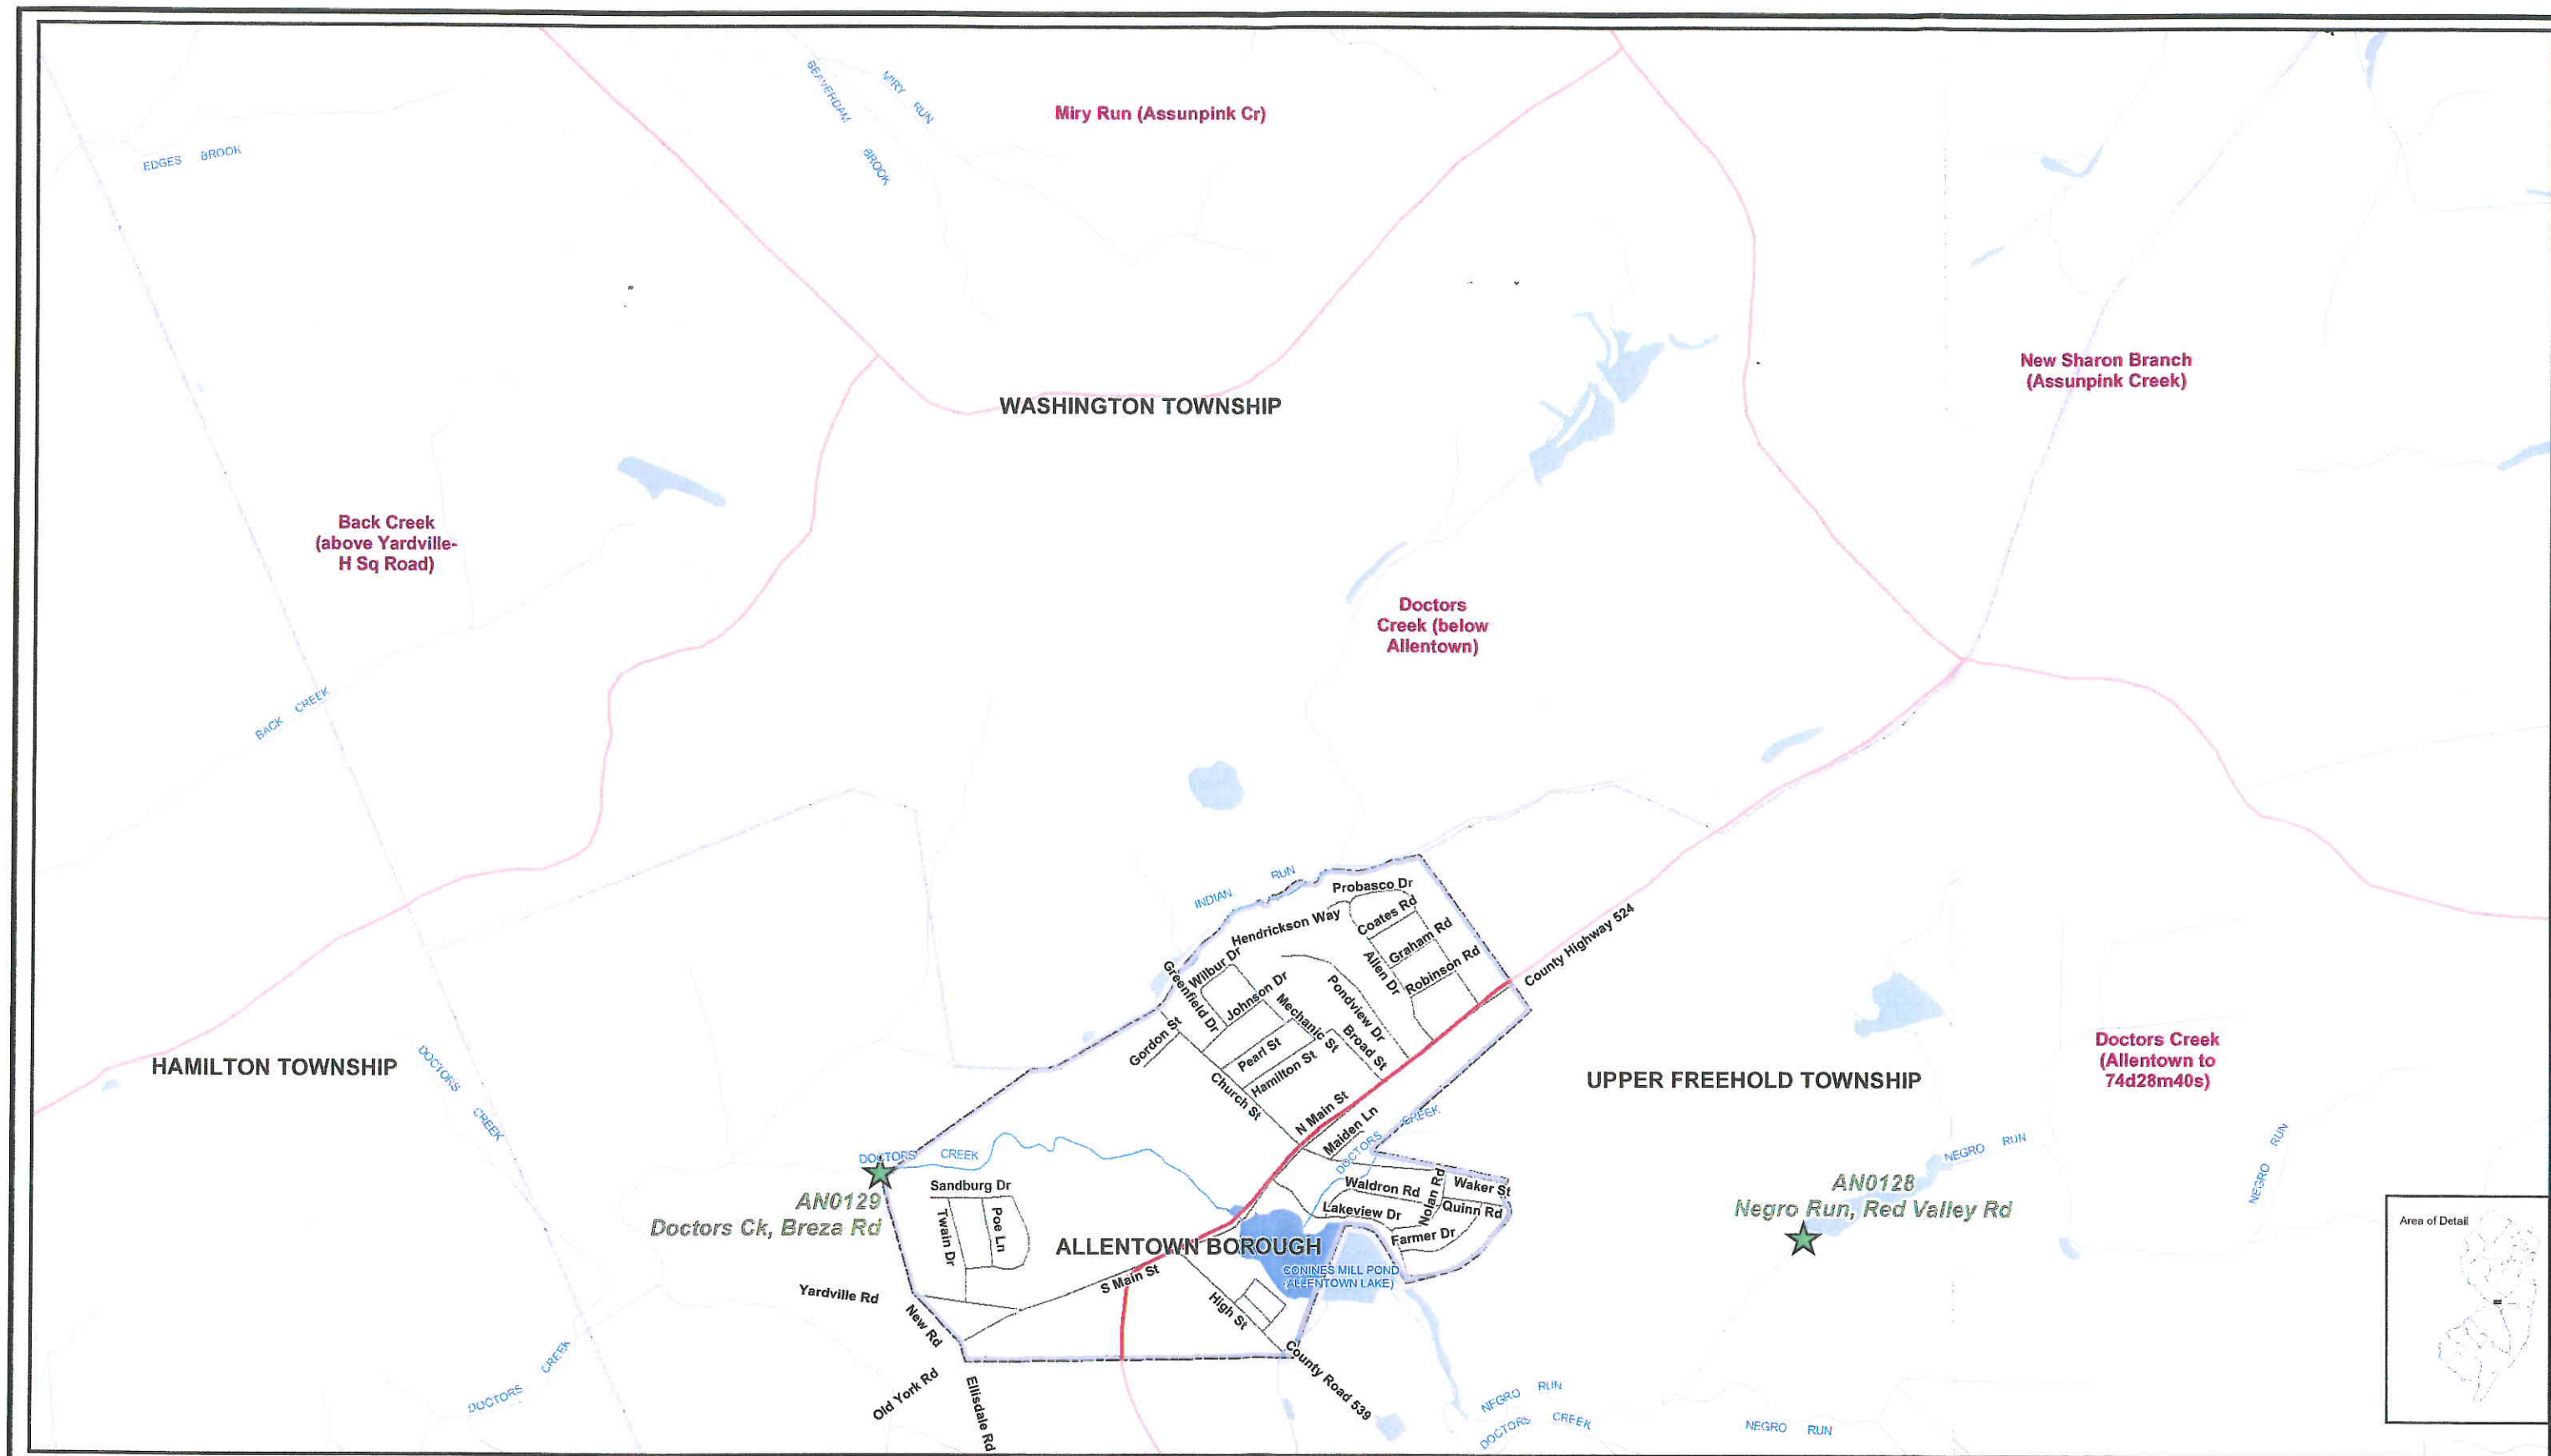 BEAVERDAM BROOK
MIRY RUN
Miry Run (Assunpink Cr)
EDGES BROOK
New Sharon Branch
(Assunpink Creek)
WASHINGTON TOWNSHIP
Back Creek
(above Yardville-
H Sq Road)
Doctors
Creek (below
Allentown)
BACK CREEK
INDIAN RUN
Probasco Dr
Hendrickson Way
Coates Rd
Graham Rd
Allen Dr
Robinson Rd
County Highway 524
Wilbur Dr
Greenfield Dr
Johnson Dr
Mechanic St
Pondview Dr
Broad St
Gordon St
Pearl St
Hamilton St
Church St
N Main St
Maiden Ln
HAMILTON TOWNSHIP
DOCTORS CREEK
UPPER FREEHOLD TOWNSHIP
Doctors Creek
(Allentown to
74d28m40s)
DOCTORS CREEK
DOCTORS CREEK
NEGRO RUN
NEGRO RUN
AN0129
Doctors Ck, Breza Rd
Sandburg Dr
Twain Dr
Poe Ln
Waldron Rd
Nolan Rd
Waker St
Quinn Rd
Lakeview Dr
Farmer Dr
AN0128
Negro Run, Red Valley Rd
Area of Detail
ALLENTOWN BOROUGH
CONINES MILL POND
(ALLENTOWN LAKE)
S Main St
High St
Yardville Rd
New Rd
Old York Rd
Ellisdale Rd
County Road 539
DOCTORS CREEK
NEGRO RUN
DOCTORS CREEK
NEGRO RUN